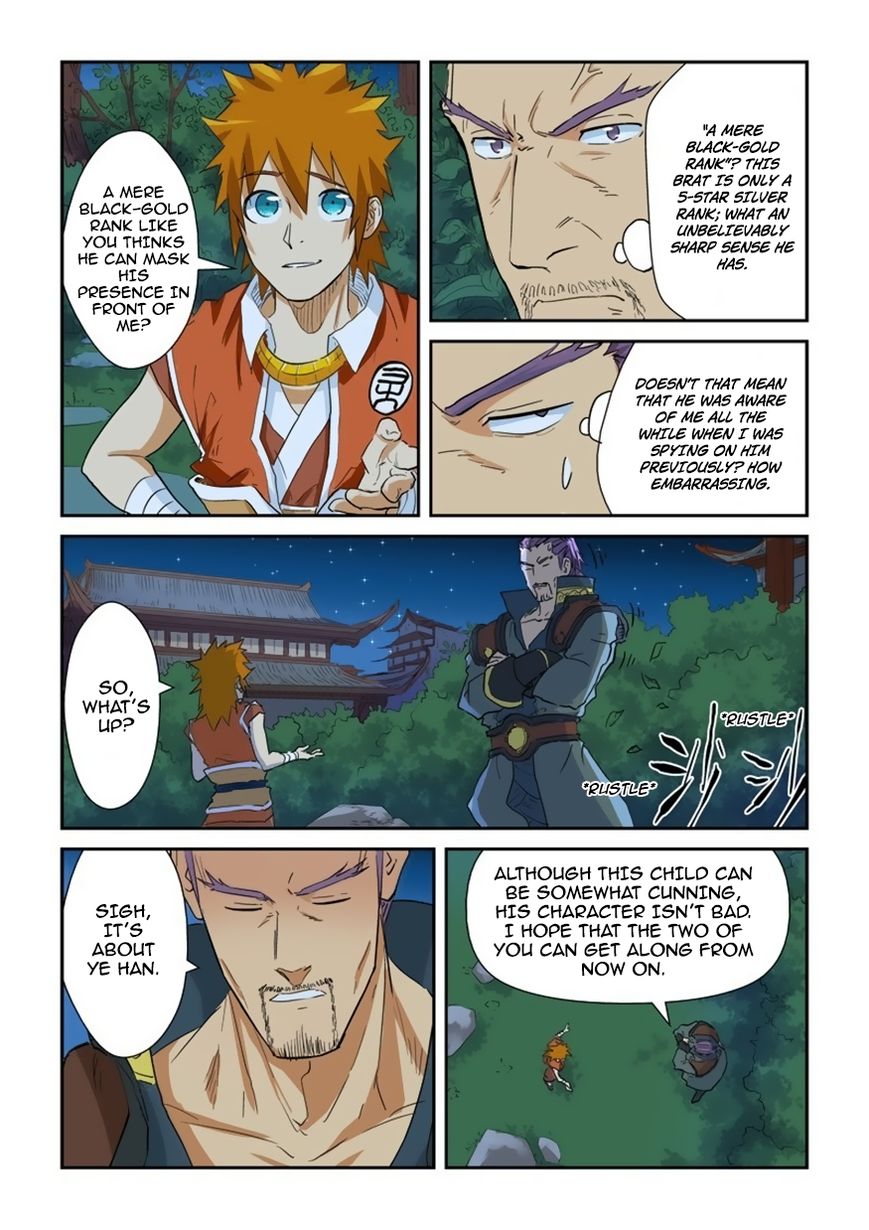 A MERE
BLACK-GOLD
RANK LIKE
YOU THINKS
HE CAN MASK
HIS
PRESENCE IN
FRONT OF
ME?
"A MERE
BLACK-GOLD
RANK"? THIS
BRAT IS ONLY A
5-STAR SILVER
RANK; WHAT AN
UNBELIEVABLY
SHARP SENSE HE
HAS.
DOESN'T THAT MEAN
THAT HE WAS AWARE
OF ME ALL THE
WHILE WHEN I WAS
SPYING ON HIM
PREVIOUSLY? HOW
EMBARRASSING.
SO,
WHAT'S
UP?
*RUSTLE*
*RUSTLE*
SIGH,
IT'S
ABOUT
YE HAN.
ALTHOUGH THIS CHILD CAN
BE SOMEWHAT CUNNING,
HIS CHARACTER ISN'T BAD.
I HOPE THAT THE TWO OF
YOU CAN GET ALONG FROM
NOW ON.